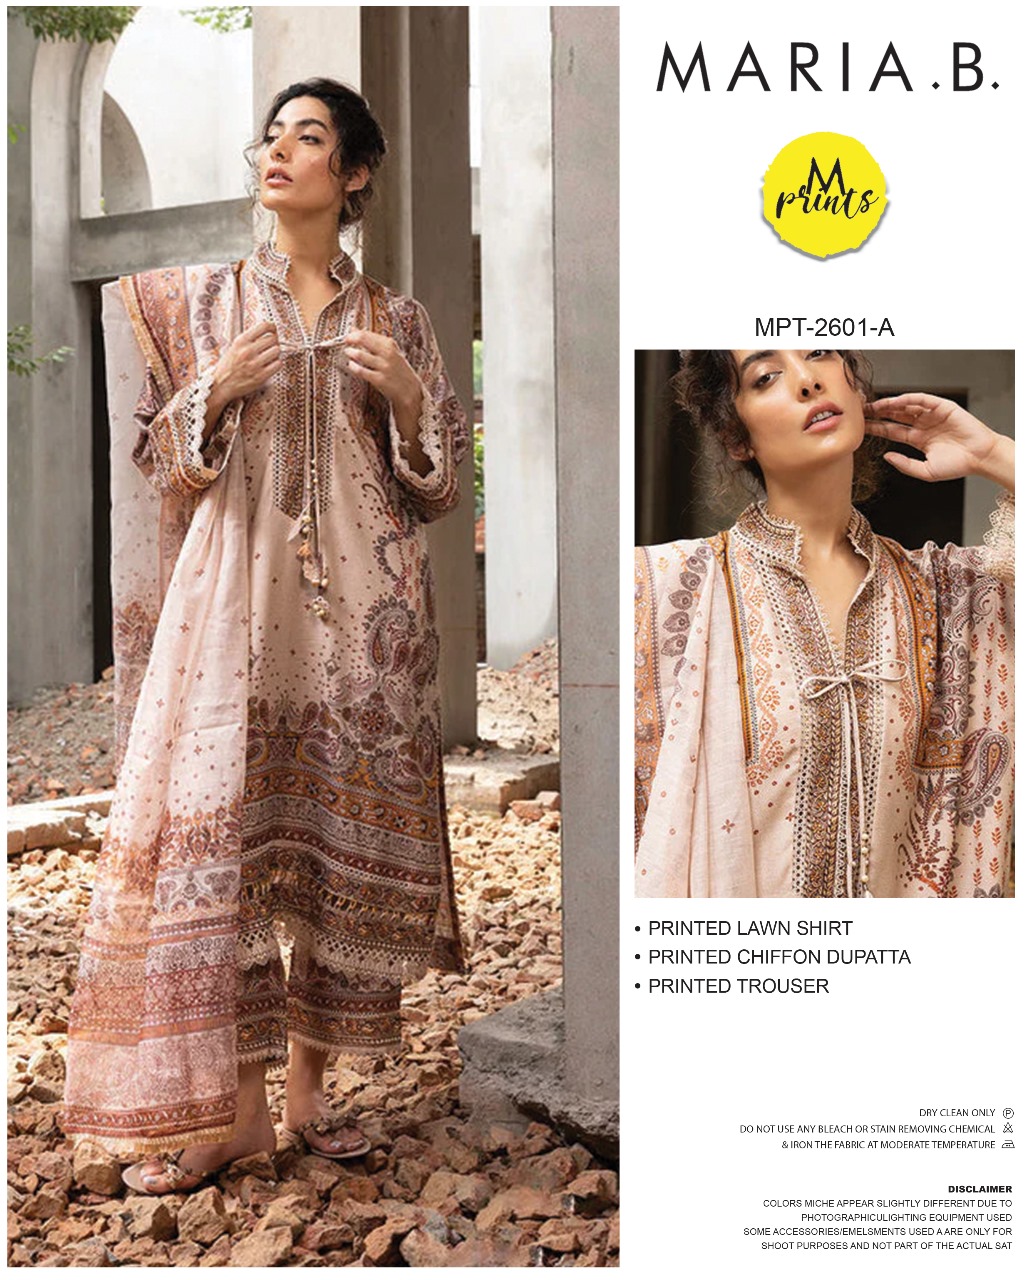 MARIA.B.
M
prints
MPT-2601-A
• PRINTED LAWN SHIRT
• PRINTED CHIFFON DUPATTA
• PRINTED TROUSER
DRY CLEAN ONLY Ⓟ
DO NOT USE ANY BLEACH OR STAIN REMOVING CHEMICAL
& IRON THE FABRIC AT MODERATE TEMPERATURE
DISCLAIMER
COLORS MICHE APPEAR SLIGHTLY DIFFERENT DUE TO
PHOTOGRAPHICULIGHTING EQUIPMENT USED
SOME ACCESSORIES/EMELSMENTS USED A ARE ONLY FOR
SHOOT PURPOSES AND NOT PART OF THE ACTUAL SAT